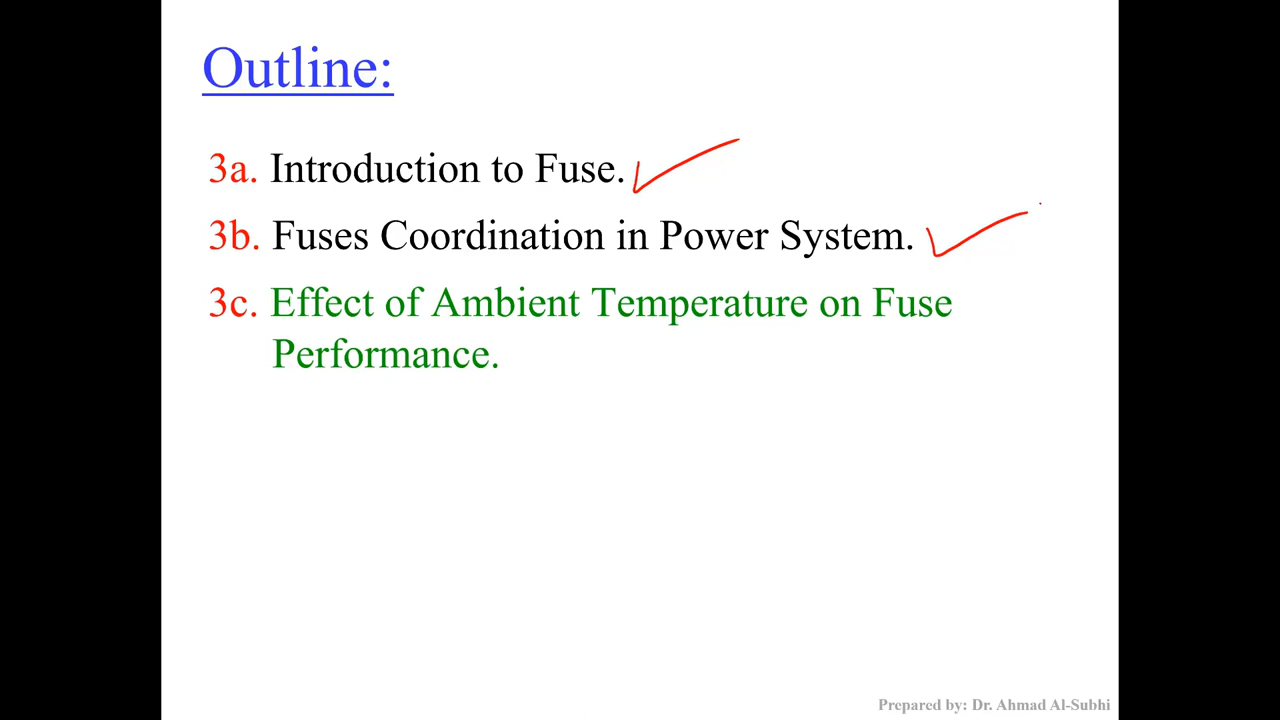 Outline:
3a. Introduction to Fuse.
3b. Fuses Coordination in Power System.
3c. Effect of Ambient Temperature on Fuse
Performance.
Prepared by: Dr. Ahmad Al-Subhi